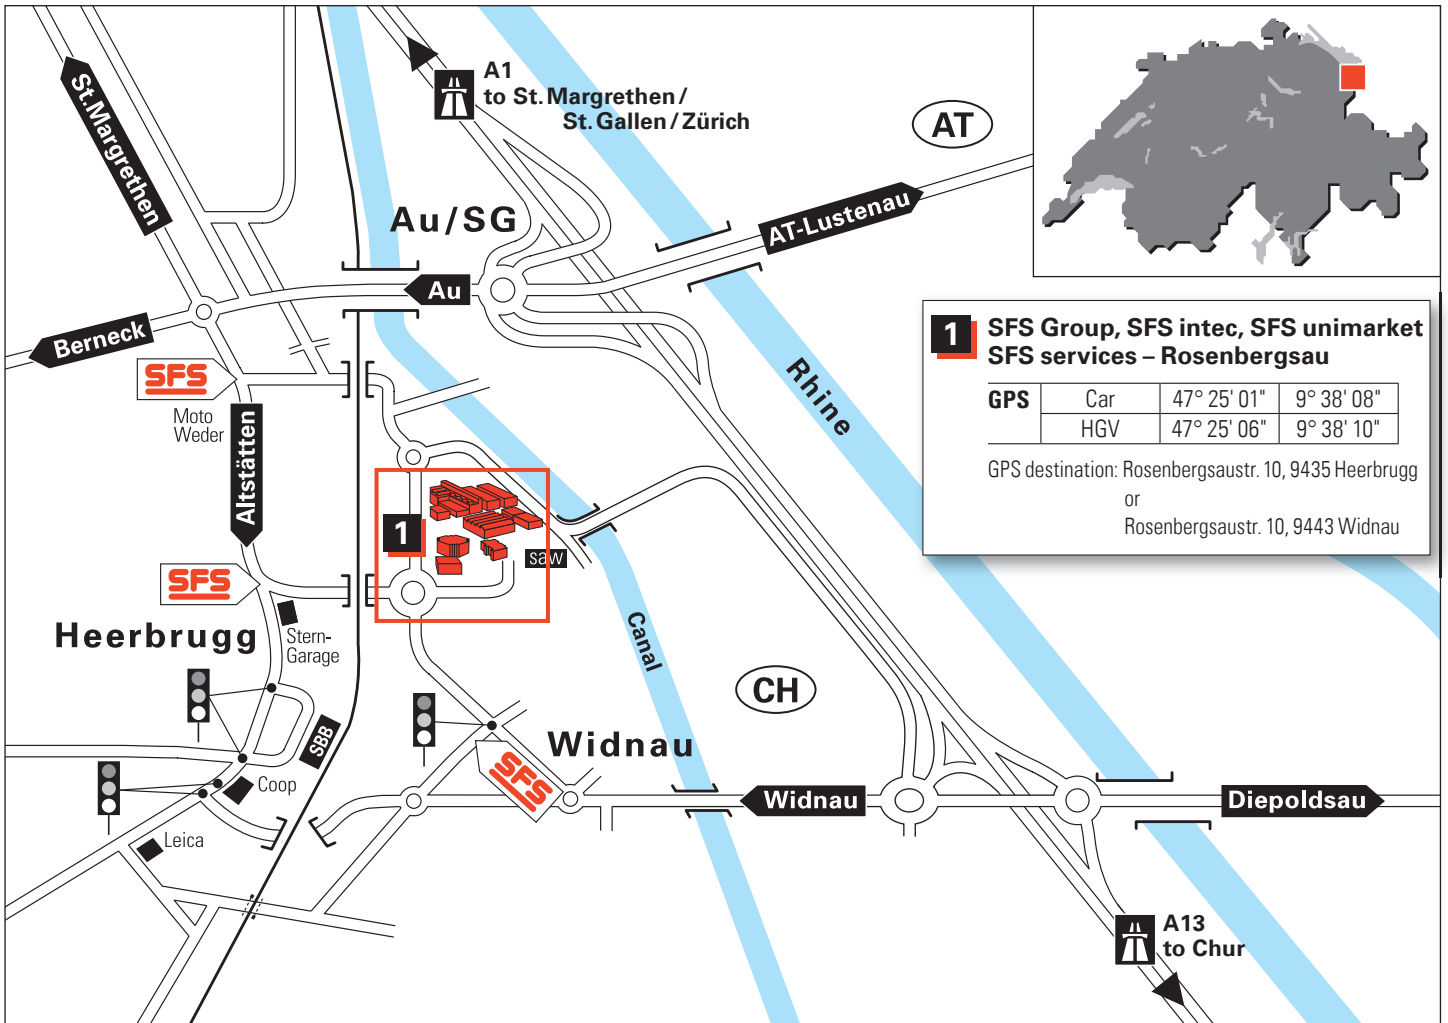 A1
to St. Margrethen /
St. Gallen / Zürich
AT
St. Margrethen
Au/SG
AT-Lustenau
Au
Berneck
SFS
Moto
Weder
Altstätten
Rhine
1 SFS Group, SFS intec, SFS unimarket
SFS services – Rosenbergsau
GPS Car 47° 25' 01" 9° 38' 08"
HGV 47° 25' 06" 9° 38' 10"
GPS destination: Rosenbergsaustr. 10, 9435 Heerbrugg
or
Rosenbergsaustr. 10, 9443 Widnau
1
saw
SFS
Heerbrugg
Stern-
Garage
Canal
CH
SBB
Widnau
SFS
Coop
Widnau
Diepoldsau
Leica
A13
to Chur